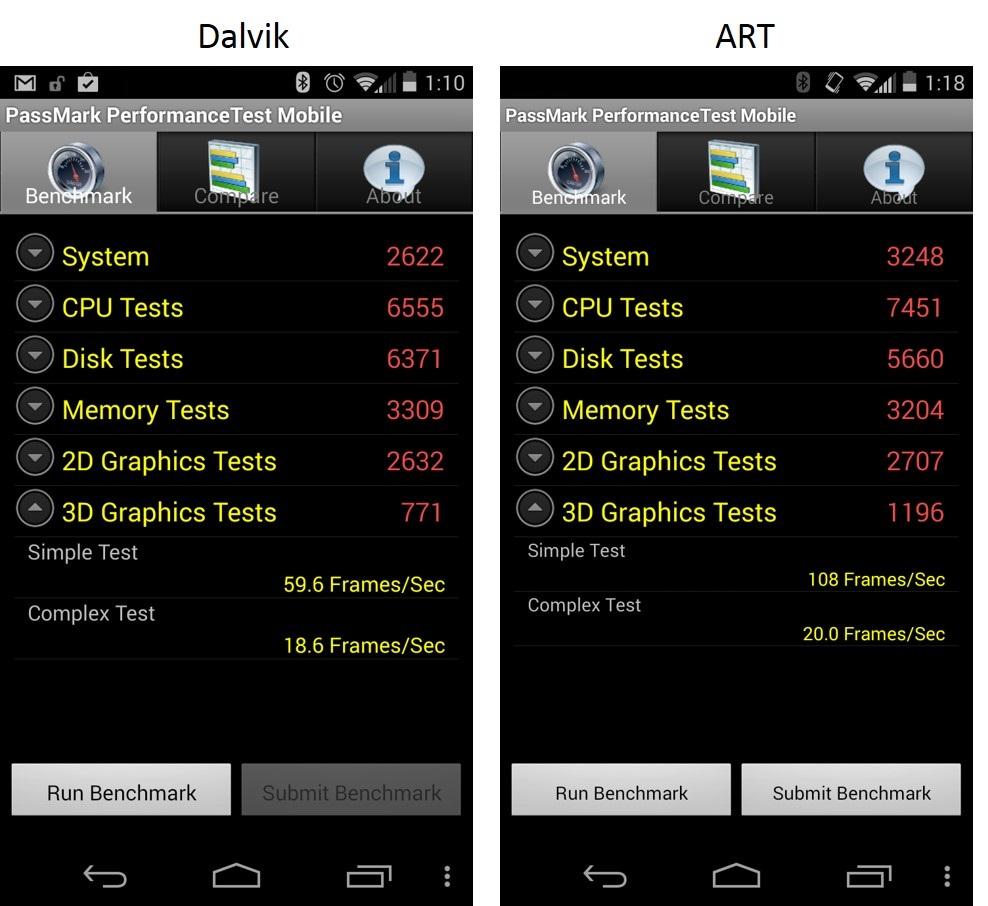 Dalvik
1:10
PassMark PerformanceTest Mobile
Benchmark
Compare
About
System 2622
CPU Tests 6555
Disk Tests 6371
Memory Tests 3309
2D Graphics Tests 2632
3D Graphics Tests 771
Simple Test
59.6 Frames/Sec
Complex Test
18.6 Frames/Sec
Run Benchmark
Submit Benchmark
ART
1:18
PassMark PerformanceTest Mobile
Benchmark
Compare
About
System 3248
CPU Tests 7451
Disk Tests 5660
Memory Tests 3204
2D Graphics Tests 2707
3D Graphics Tests 1196
Simple Test
108 Frames/Sec
Complex Test
20.0 Frames/Sec
Run Benchmark
Submit Benchmark